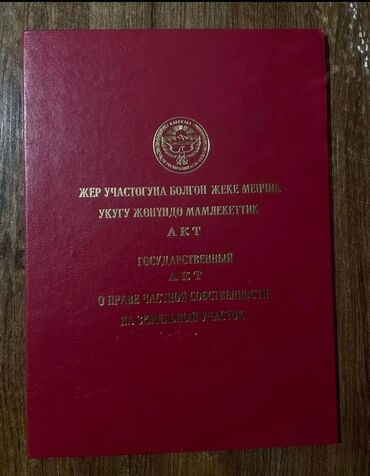 ЖЕР УЧАСТОГУНА БОЛГОН ЖЕКЕ МЕНЧИК
УКУГУ ЖӨНҮНДӨ МАМЛЕКЕТТИК
АКТ
ГОСУДАРСТВЕННЫЙ
АКТ
О ПРАВЕ ЧАСТНОЙ СОБСТВЕННОСТИ
НА ЗЕМЕЛЬНЫЙ УЧАСТОК